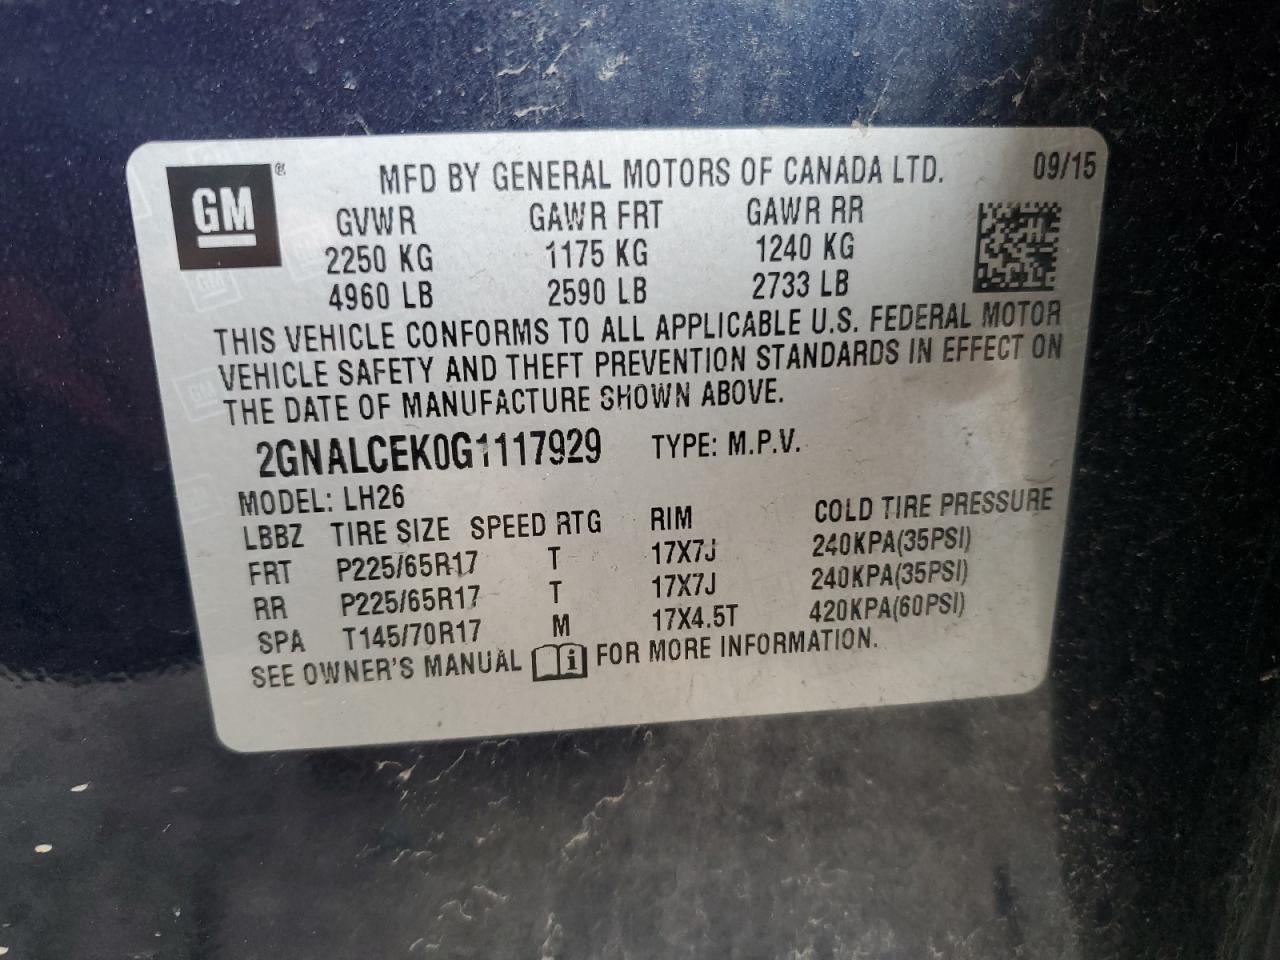 GM ® MFD BY GENERAL MOTORS OF CANADA LTD. 09/15
GVWR GAWR FRT GAWR RR
2250 KG 1175 KG 1240 KG
4960 LB 2590 LB 2733 LB
THIS VEHICLE CONFORMS TO ALL APPLICABLE U.S. FEDERAL MOTOR
VEHICLE SAFETY AND THEFT PREVENTION STANDARDS IN EFFECT ON
THE DATE OF MANUFACTURE SHOWN ABOVE.
2GNALCEK0G1117929 TYPE: M.P.V.
MODEL: LH26
LBBZ TIRE SIZE SPEED RTG RIM COLD TIRE PRESSURE
FRT P225/65R17 T 17X7J 240KPA(35PSI)
RR P225/65R17 T 17X7J 240KPA(35PSI)
SPA T145/70R17 M 17X4.5T 420KPA(60PSI)
SEE OWNER'S MANUAL i FOR MORE INFORMATION.